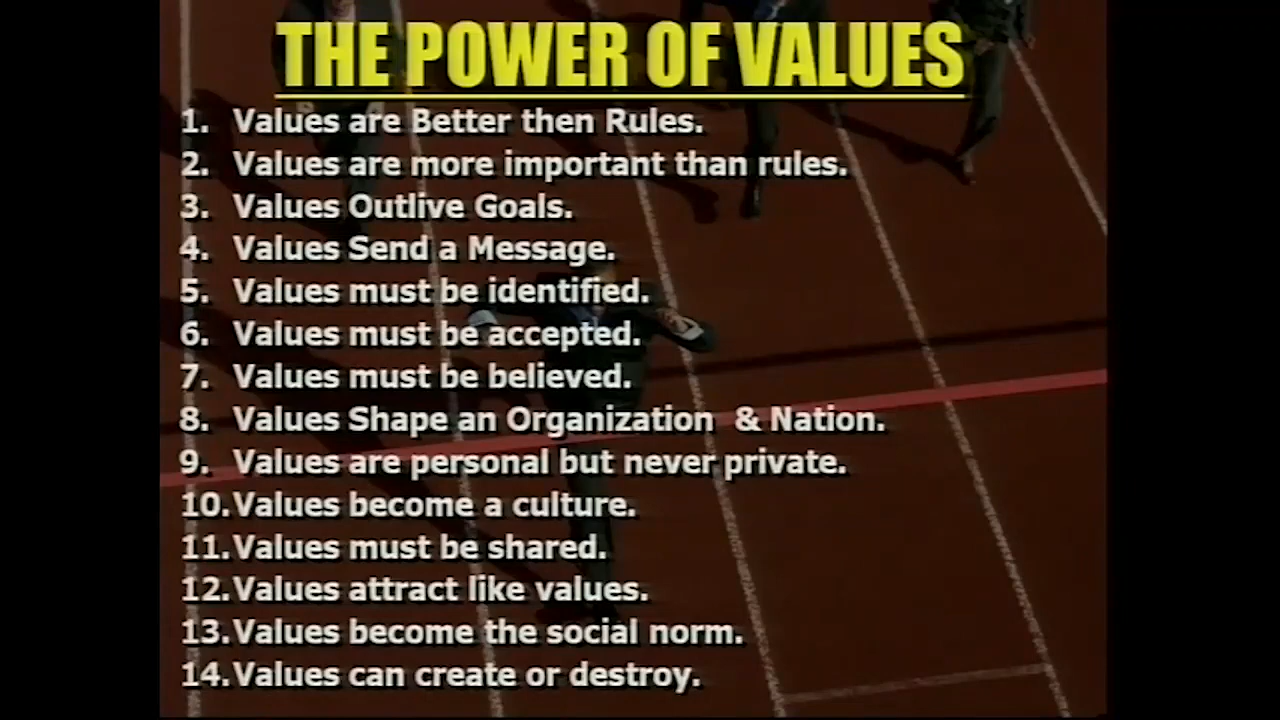 THE POWER OF VALUES
1. Values are Better then Rules.
2. Values are more important than rules.
3. Values Outlive Goals.
4. Values Send a Message.
5. Values must be identified.
6. Values must be accepted.
7. Values must be believed.
8. Values Shape an Organization & Nation.
9. Values are personal but never private.
10. Values become a culture.
11. Values must be shared.
12. Values attract like values.
13. Values become the social norm.
14. Values can create or destroy.